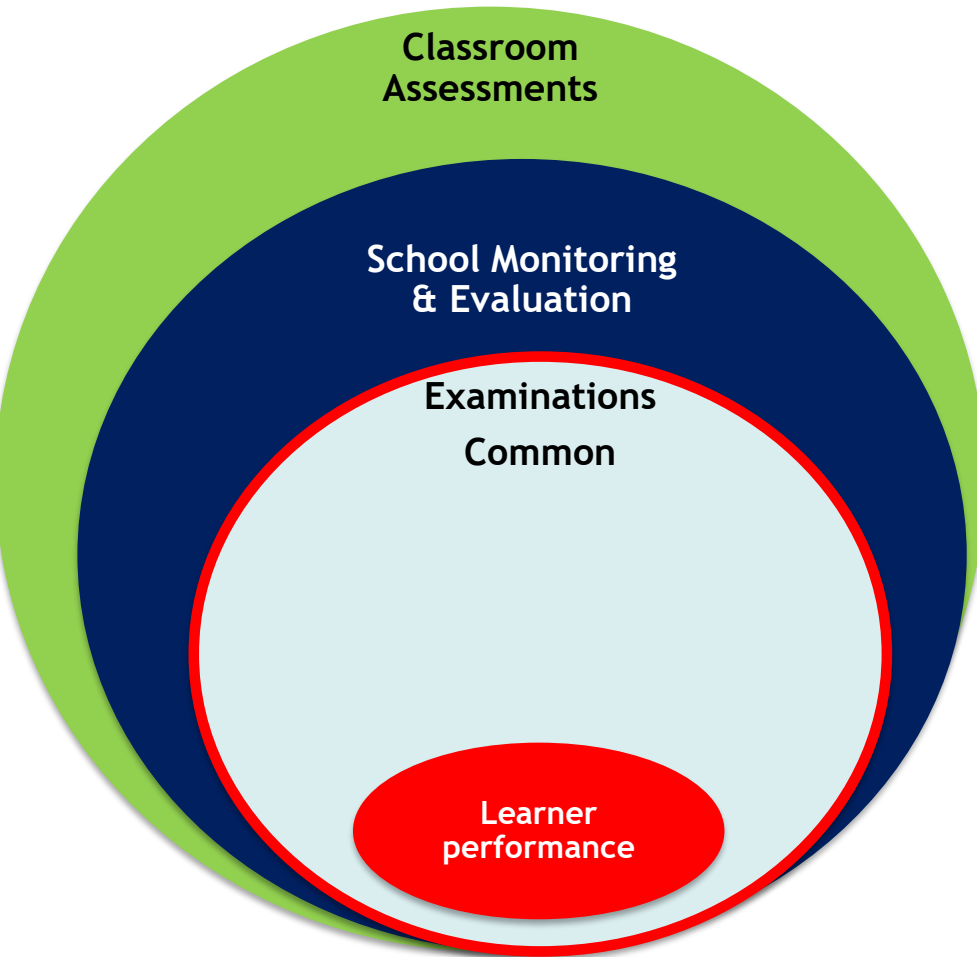 Classroom
Assessments
School Monitoring
& Evaluation
Examinations
Common
Learner
performance